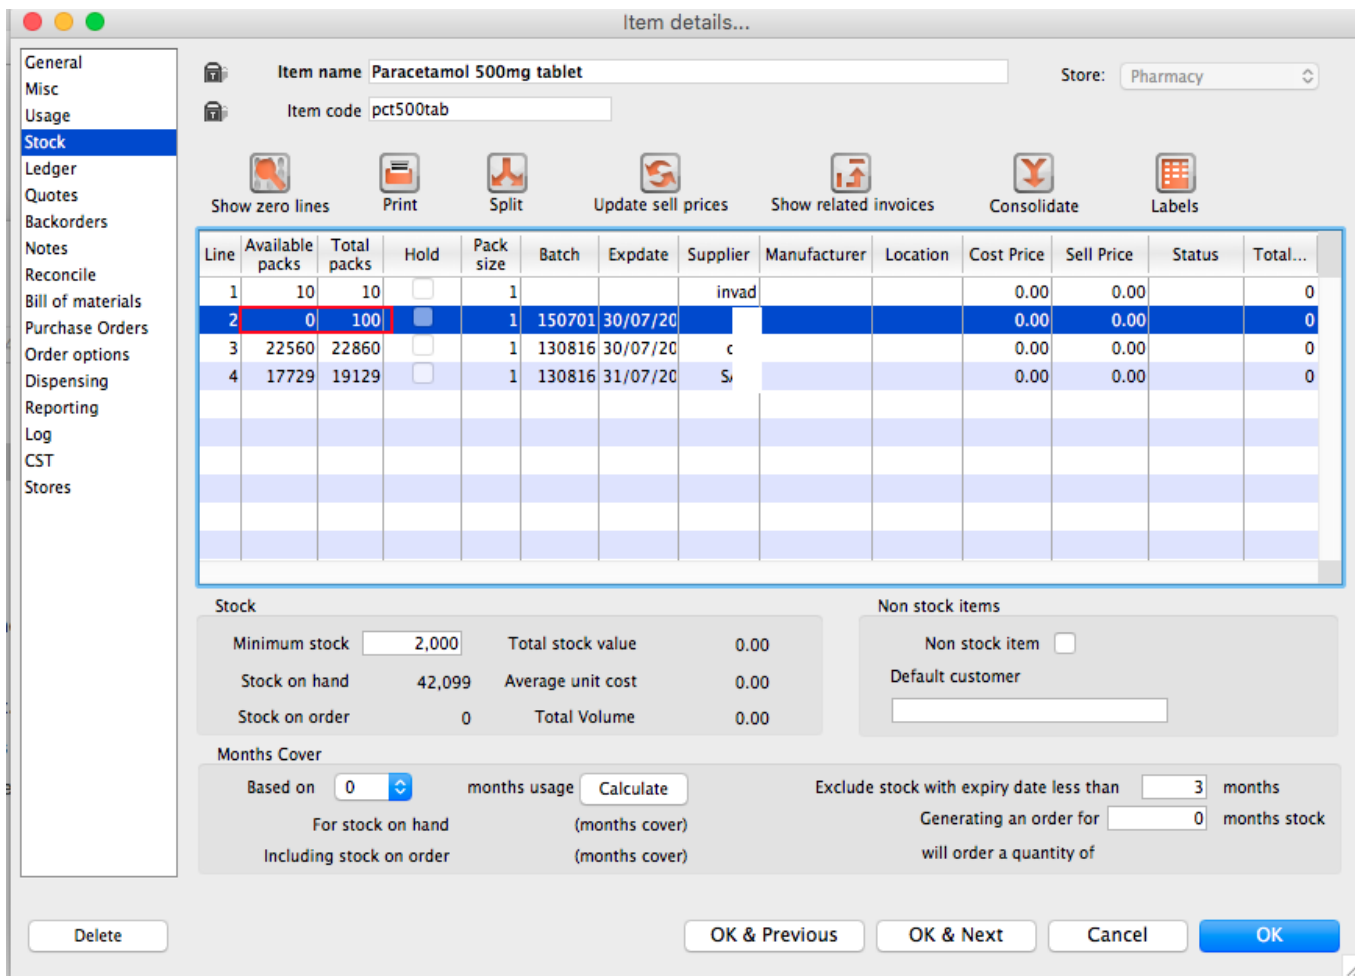 Item details...
General
Misc
Usage
Stock
Ledger
Quotes
Backorders
Notes
Reconcile
Bill of materials
Purchase Orders
Order options
Dispensing
Reporting
Log
CST
Stores
Item name Paracetamol 500mg tablet
Store: Pharmacy
Item code pct500tab
Show zero lines Print Split Update sell prices Show related invoices Consolidate Labels
Line Available packs Total packs Hold Pack size Batch Expdate Supplier Manufacturer Location Cost Price Sell Price Status Total...
1 10 10 1 invad 0.00 0.00 0
2 0 100 1 150701 30/07/20 0.00 0.00 0
3 22560 22860 1 130816 30/07/20 0.00 0.00 0
4 17729 19129 1 130816 31/07/20 0.00 0.00 0
Stock
Minimum stock 2,000 Total stock value 0.00
Stock on hand 42,099 Average unit cost 0.00
Stock on order 0 Total Volume 0.00
Non stock items
Non stock item
Default customer
Months Cover
Based on 0 months usage Calculate
For stock on hand (months cover)
Including stock on order (months cover)
Exclude stock with expiry date less than 3 months
Generating an order for 0 months stock
will order a quantity of
Delete OK & Previous OK & Next Cancel OK